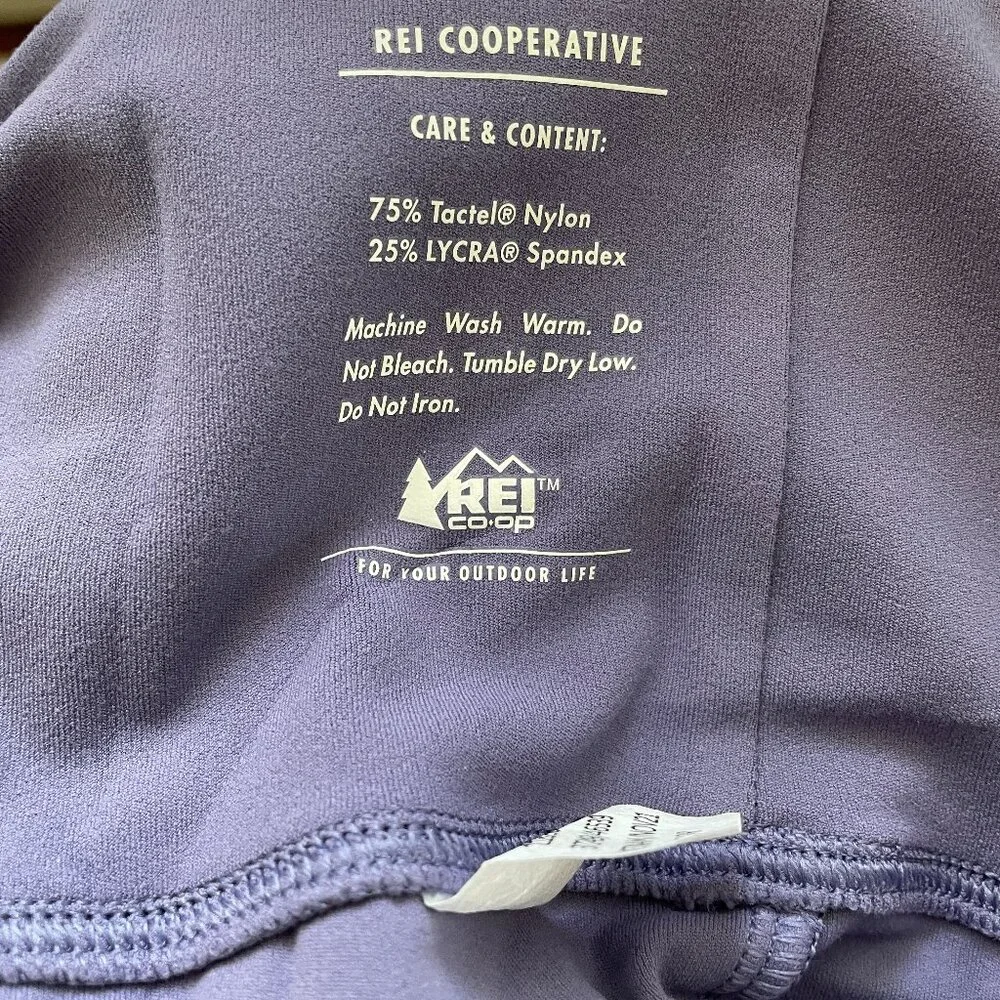 REI COOPERATIVE
CARE & CONTENT:
75% Tactel® Nylon
25% LYCRA® Spandex
Machine Wash Warm. Do
Not Bleach. Tumble Dry Low.
Do Not Iron.
REI™
co·op
FOR YOUR OUTDOOR LIFE